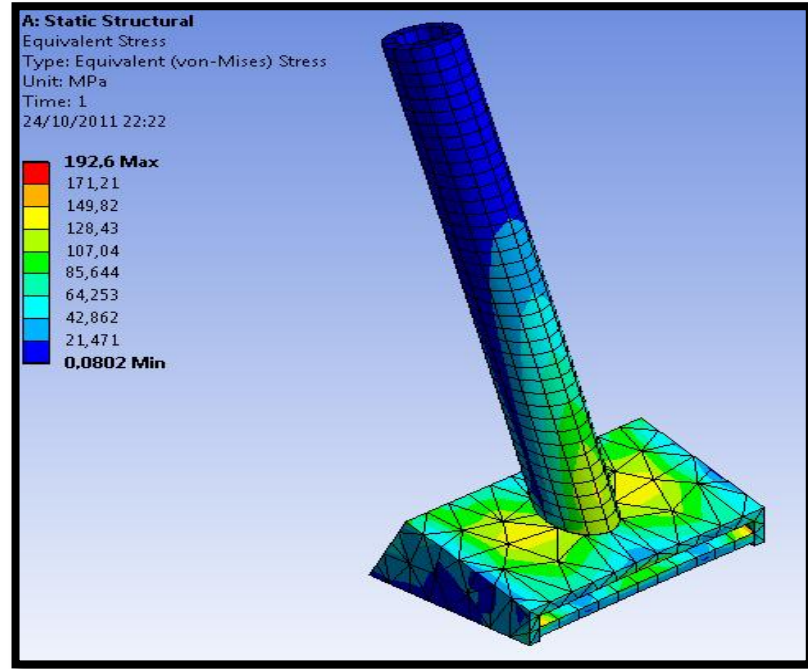 A: Static Structural
Equivalent Stress
Type: Equivalent (von-Mises) Stress
Unit: MPa
Time: 1
24/10/2011 22:22
192,6 Max
171,21
149,82
128,43
107,04
85,644
64,253
42,862
21,471
0,0802 Min